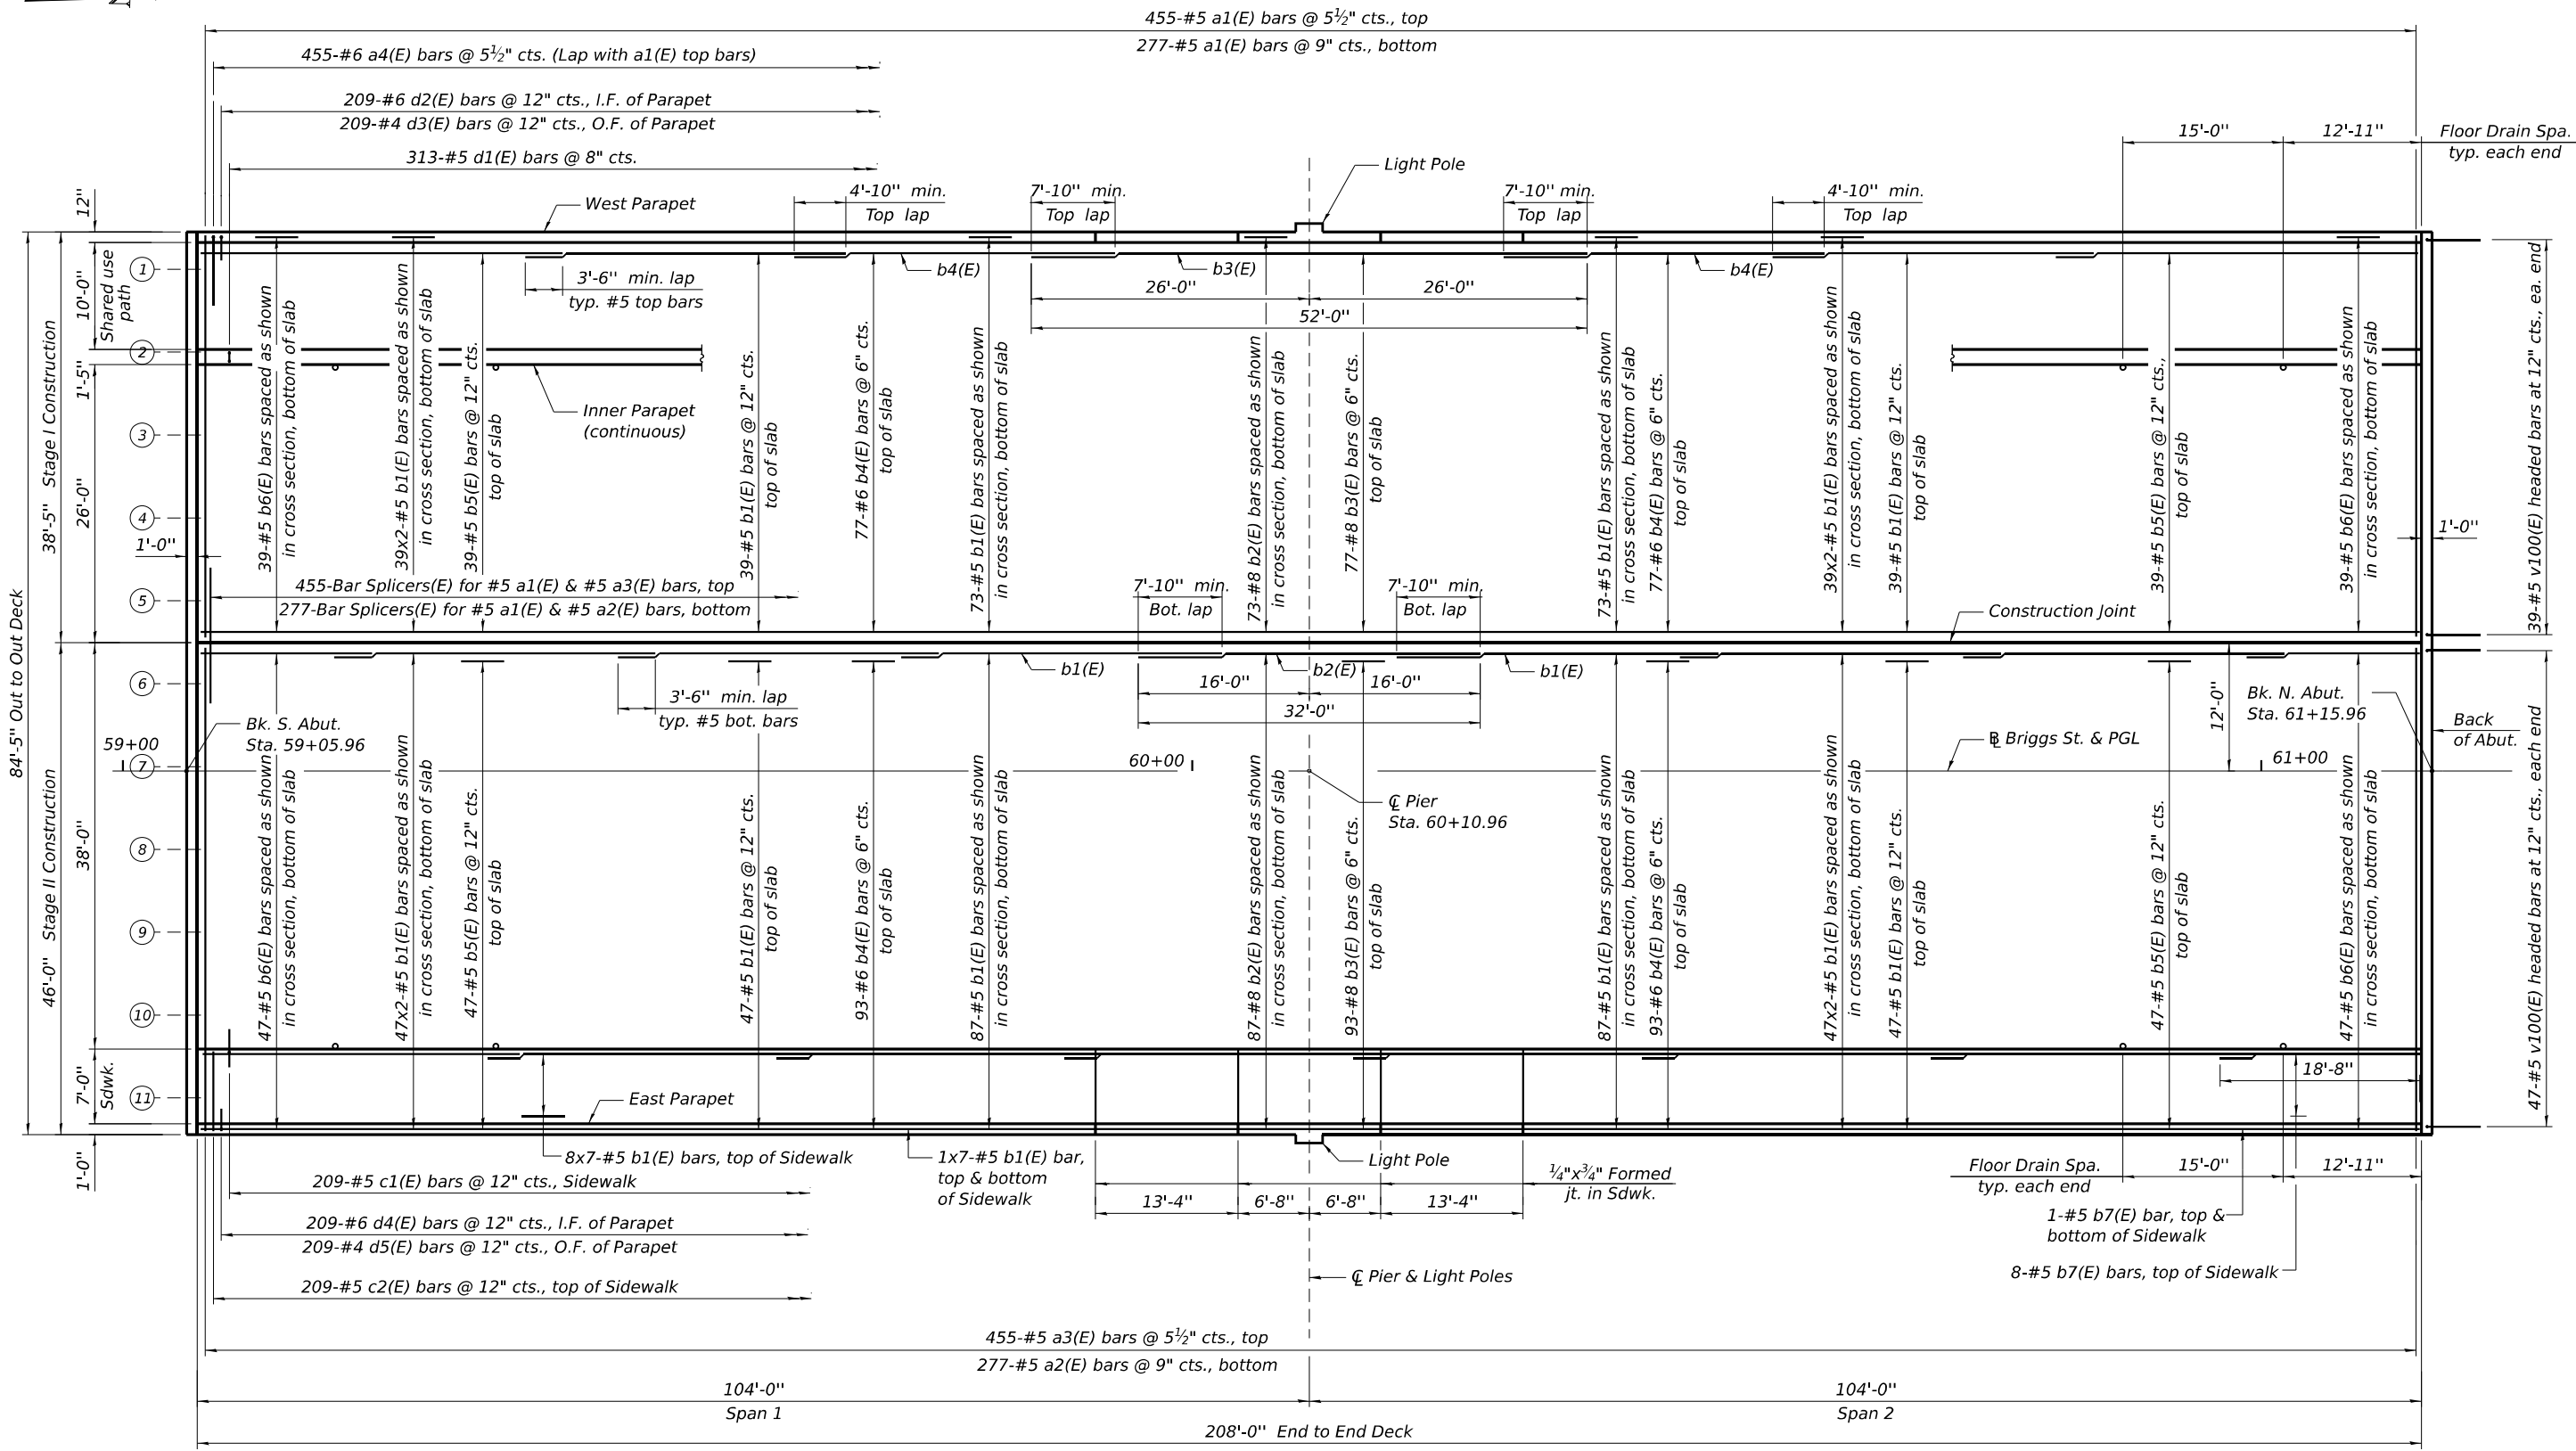 455-#5 a1(E) bars @ 5½" cts., top
277-#5 a1(E) bars @ 9" cts., bottom
455-#6 a4(E) bars @ 5½" cts. (Lap with a1(E) top bars)
209-#6 d2(E) bars @ 12" cts., I.F. of Parapet
209-#4 d3(E) bars @ 12" cts., O.F. of Parapet
313-#5 d1(E) bars @ 8" cts.
15'-0"
12'-11"
Floor Drain Spa.
typ. each end
Light Pole
West Parapet
4'-10" min.
Top lap
7'-10" min.
Top lap
7'-10" min.
Top lap
4'-10" min.
Top lap
12"
10'-0"
Shared use
path
1'-5"
26'-0"
38'-5" Stage I Construction
84'-5" Out to Out Deck
46'-0" Stage II Construction
38'-0"
7'-0"
Sdwk.
1'-0"
1
2
3
4
5
6
7
8
9
10
11
b4(E)
b3(E)
b4(E)
3'-6" min. lap
typ. #5 top bars
26'-0"
26'-0"
52'-0"
Inner Parapet
(continuous)
39-#5 b6(E) bars spaced as shown
in cross section, bottom of slab
39x2-#5 b1(E) bars spaced as shown
in cross section, bottom of slab
39-#5 b5(E) bars @ 12" cts.
top of slab
39-#5 b1(E) bars @ 12" cts.
top of slab
77-#6 b4(E) bars @ 6" cts.
top of slab
73-#5 b1(E) bars spaced as shown
in cross section, bottom of slab
73-#8 b2(E) bars spaced as shown
in cross section, bottom of slab
77-#8 b3(E) bars @ 6" cts.
top of slab
73-#5 b1(E) bars spaced as shown
in cross section, bottom of slab
77-#6 b4(E) bars @ 6" cts.
top of slab
39x2-#5 b1(E) bars spaced as shown
in cross section, bottom of slab
39-#5 b1(E) bars @ 12" cts.
top of slab
39-#5 b5(E) bars @ 12" cts.,
top of slab
39-#5 b6(E) bars spaced as shown
in cross section, bottom of slab
39-#5 v100(E) headed bars at 12" cts., ea. end
1'-0"
1'-0"
455-Bar Splicers(E) for #5 a1(E) & #5 a3(E) bars, top
277-Bar Splicers(E) for #5 a1(E) & #5 a2(E) bars, bottom
7'-10" min.
Bot. lap
7'-10" min.
Bot. lap
Construction Joint
b1(E)
b2(E)
b1(E)
3'-6" min. lap
typ. #5 bot. bars
16'-0"
16'-0"
32'-0"
12'-0"
Bk. S. Abut.
Sta. 59+05.96
Bk. N. Abut.
Sta. 61+15.96
Back
of Abut.
59+00
60+00
61+00
℄ Pier
Sta. 60+10.96
BL Briggs St. & PGL
47-#5 b6(E) bars spaced as shown
in cross section, bottom of slab
47x2-#5 b1(E) bars spaced as shown
in cross section, bottom of slab
47-#5 b5(E) bars @ 12" cts.
top of slab
47-#5 b1(E) bars @ 12" cts.
top of slab
93-#6 b4(E) bars @ 6" cts.
top of slab
87-#5 b1(E) bars spaced as shown
in cross section, bottom of slab
87-#8 b2(E) bars spaced as shown
in cross section, bottom of slab
93-#8 b3(E) bars @ 6" cts.
top of slab
87-#5 b1(E) bars spaced as shown
in cross section, bottom of slab
93-#6 b4(E) bars @ 6" cts.
top of slab
47x2-#5 b1(E) bars spaced as shown
in cross section, bottom of slab
47-#5 b1(E) bars @ 12" cts.
top of slab
47-#5 b5(E) bars @ 12" cts.
top of slab
47-#5 b6(E) bars spaced as shown
in cross section, bottom of slab
47-#5 v100(E) headed bars at 12" cts., each end
East Parapet
18'-8"
8x7-#5 b1(E) bars, top of Sidewalk
1x7-#5 b1(E) bar,
top & bottom
of Sidewalk
Light Pole
¼"x¾" Formed
jt. in Sdwk.
13'-4"
6'-8"
6'-8"
13'-4"
Floor Drain Spa.
typ. each end
15'-0"
12'-11"
1-#5 b7(E) bar, top &
bottom of Sidewalk
8-#5 b7(E) bars, top of Sidewalk
209-#5 c1(E) bars @ 12" cts., Sidewalk
209-#6 d4(E) bars @ 12" cts., I.F. of Parapet
209-#4 d5(E) bars @ 12" cts., O.F. of Parapet
209-#5 c2(E) bars @ 12" cts., top of Sidewalk
℄ Pier & Light Poles
455-#5 a3(E) bars @ 5½" cts., top
277-#5 a2(E) bars @ 9" cts., bottom
104'-0"
Span 1
104'-0"
Span 2
208'-0" End to End Deck